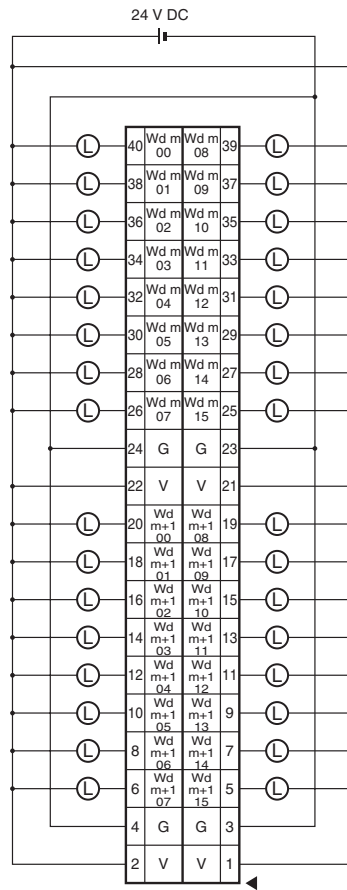 24 V DC
L 40 Wd m 00 Wd m 08 39 L
L 38 Wd m 01 Wd m 09 37 L
L 36 Wd m 02 Wd m 10 35 L
L 34 Wd m 03 Wd m 11 33 L
L 32 Wd m 04 Wd m 12 31 L
L 30 Wd m 05 Wd m 13 29 L
L 28 Wd m 06 Wd m 14 27 L
L 26 Wd m 07 Wd m 15 25 L
24 G G 23
22 V V 21
L 20 Wd m+1 00 Wd m+1 08 19 L
L 18 Wd m+1 01 Wd m+1 09 17 L
L 16 Wd m+1 02 Wd m+1 10 15 L
L 14 Wd m+1 03 Wd m+1 11 13 L
L 12 Wd m+1 04 Wd m+1 12 11 L
L 10 Wd m+1 05 Wd m+1 13 9 L
L 8 Wd m+1 06 Wd m+1 14 7 L
L 6 Wd m+1 07 Wd m+1 15 5 L
4 G G 3
2 V V 1